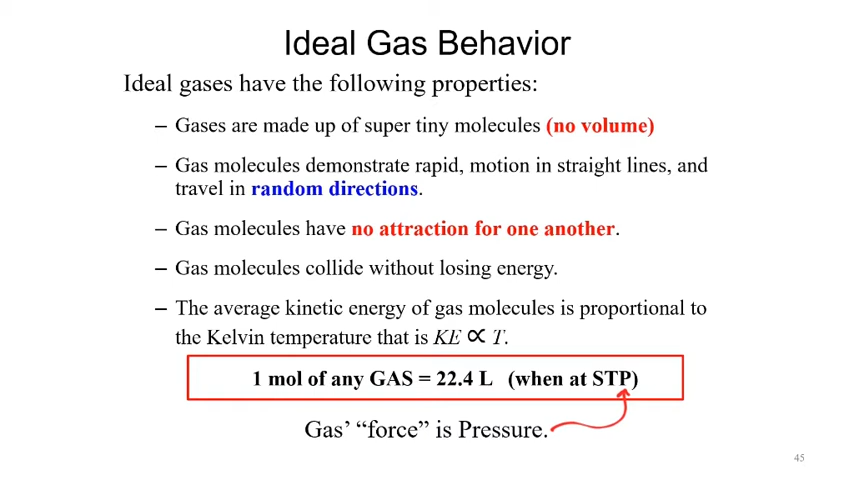 Ideal Gas Behavior
Ideal gases have the following properties:
– Gases are made up of super tiny molecules (no volume)
– Gas molecules demonstrate rapid, motion in straight lines, and
travel in random directions.
– Gas molecules have no attraction for one another.
– Gas molecules collide without losing energy.
– The average kinetic energy of gas molecules is proportional to
the Kelvin temperature that is KE ∝ T.
1 mol of any GAS = 22.4 L (when at STP)
Gas’ “force” is Pressure.
45